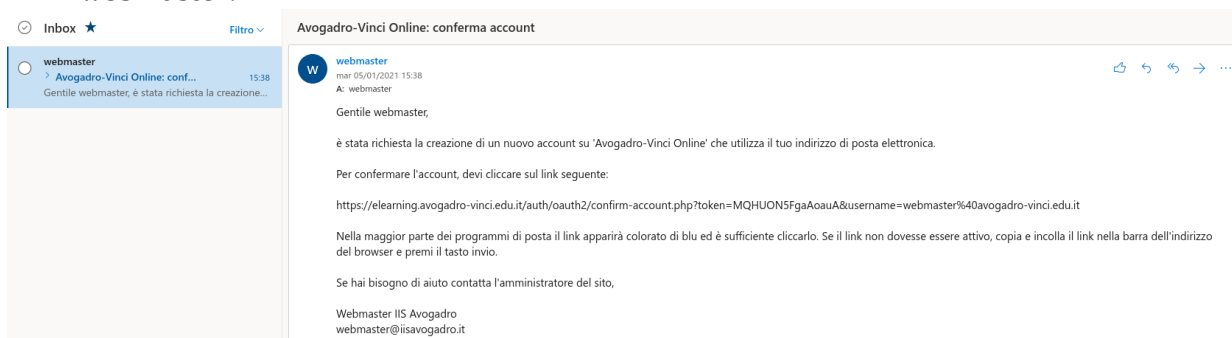 Inbox ★ Filtro
webmaster
Avogadro-Vinci Online: conf... 15:38
Gentile webmaster, è stata richiesta la creazione...
Avogadro-Vinci Online: conferma account
W
webmaster
mar 05/01/2021 15:38
A: webmaster
Gentile webmaster,
è stata richiesta la creazione di un nuovo account su 'Avogadro-Vinci Online' che utilizza il tuo indirizzo di posta elettronica.
Per confermare l'account, devi cliccare sul link seguente:
https://elearning.avogadro-vinci.edu.it/auth/oauth2/confirm-account.php?token=MQHUON5FgaAoauA&username=webmaster%40avogadro-vinci.edu.it
Nella maggior parte dei programmi di posta il link apparirà colorato di blu ed è sufficiente cliccarlo. Se il link non dovesse essere attivo, copia e incolla il link nella barra dell'indirizzo
del browser e premi il tasto invio.
Se hai bisogno di aiuto contatta l'amministratore del sito,
Webmaster IIS Avogadro
webmaster@iisavogadro.it